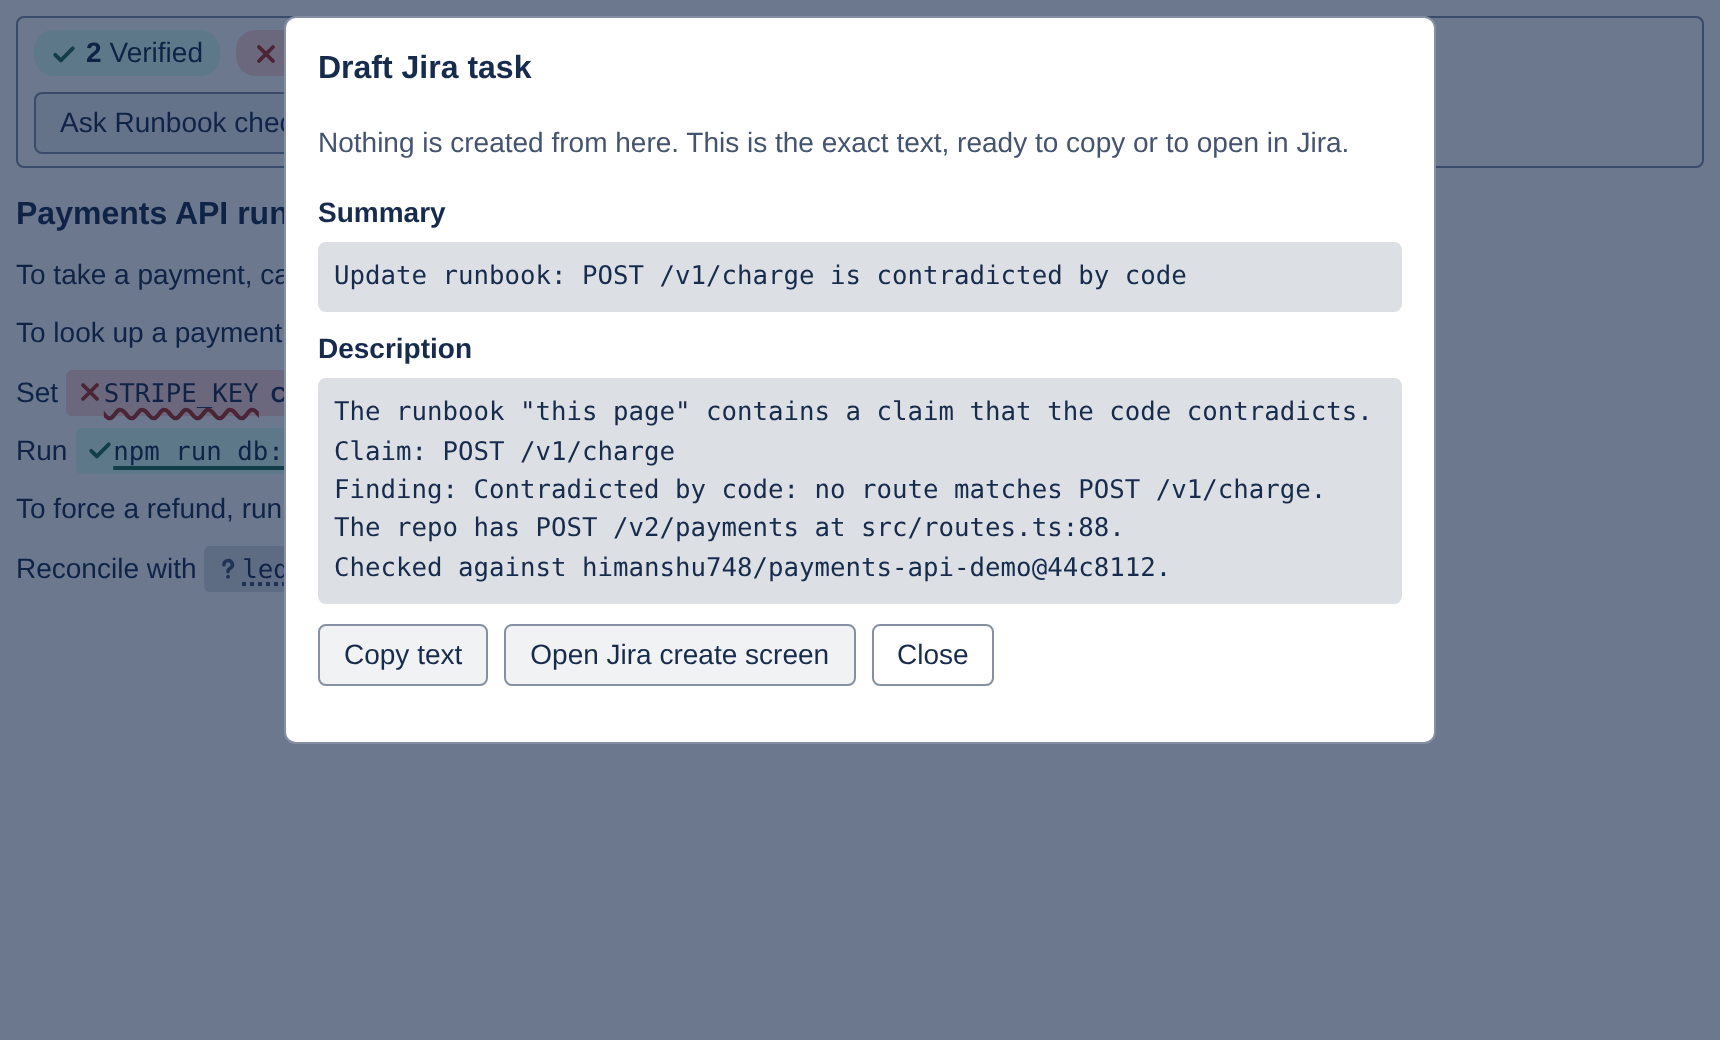 2 Verified
Ask Runbook
Draft Jira task
Nothing is created from here. This is the exact text, ready to copy or to open in Jira.
Summary
Update runbook: POST /v1/charge is contradicted by code
Description
The runbook "this page" contains a claim that the code contradicts.
Claim: POST /v1/charge
Finding: Contradicted by code: no route matches POST /v1/charge.
The repo has POST /v2/payments at src/routes.ts:88.
Checked against himanshu748/payments-api-demo@44c8112.
Copy text
Open Jira create screen
Close
Payments API
To take a payment,
To look up a payment
Set STRIPE_KEY
Run npm run db:
To force a refund, run
Reconcile with ?